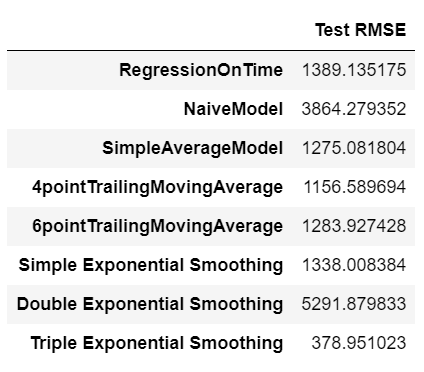 Test RMSE
RegressionOnTime 1389.135175
NaiveModel 3864.279352
SimpleAverageModel 1275.081804
4pointTrailingMovingAverage 1156.589694
6pointTrailingMovingAverage 1283.927428
Simple Exponential Smoothing 1338.008384
Double Exponential Smoothing 5291.879833
Triple Exponential Smoothing 378.951023